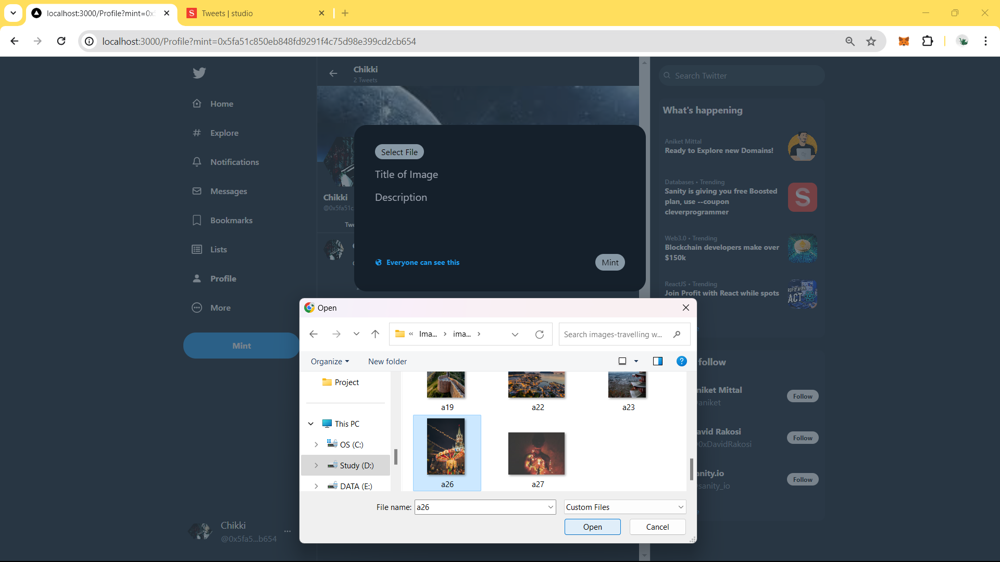 localhost:3000/Profile?mint=0x5
Tweets | studio
localhost:3000/Profile?mint=0x5fa51c850eb848fd9291f4c75d98e399cd2cb654
Home
Explore
Notifications
Messages
Bookmarks
Lists
Profile
More
Mint
Chikki
@0x5fa5...b654
Chikki
2 Tweets
Chikki
@0x5fa51c
Twe
Select File
Title of Image
Description
Everyone can see this
Mint
Search Twitter
What's happening
Aniket Mittal
Ready to Explore new Domains!
Databases • Trending
Sanity is giving you free Boosted
plan, use --coupon
cleverprogrammer
Web3.0 • Trending
Blockchain developers make over
$150k
ReactJS • Trending
Join Profit with React while spots
follow
niket Mittal
aniket
Follow
avid Rakosi
0xDavidRakosi
Follow
anity.io
sanity_io
Follow
Open
« Ima... › ima... ›
Search images-travelling w...
Organize
New folder
Project
This PC
OS (C:)
Study (D:)
DATA (E:)
a19
a22
a23
a26
a27
File name:
a26
Custom Files
Open
Cancel